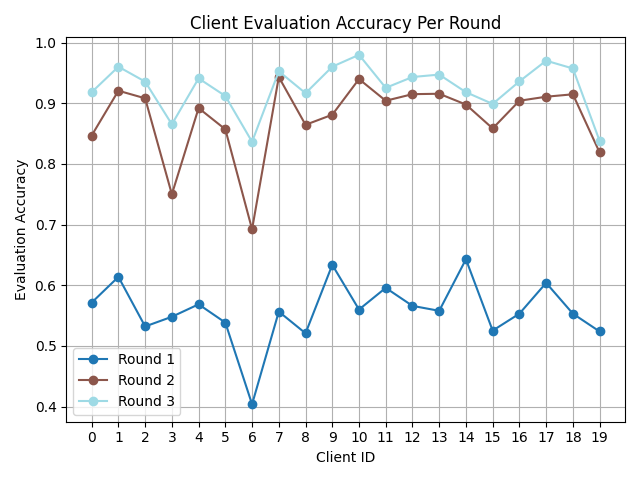 Client Evaluation Accuracy Per Round
Evaluation Accuracy
1.0
0.9
0.8
0.7
0.6
0.5
0.4
Round 1
Round 2
Round 3
0 1 2 3 4 5 6 7 8 9 10 11 12 13 14 15 16 17 18 19
Client ID